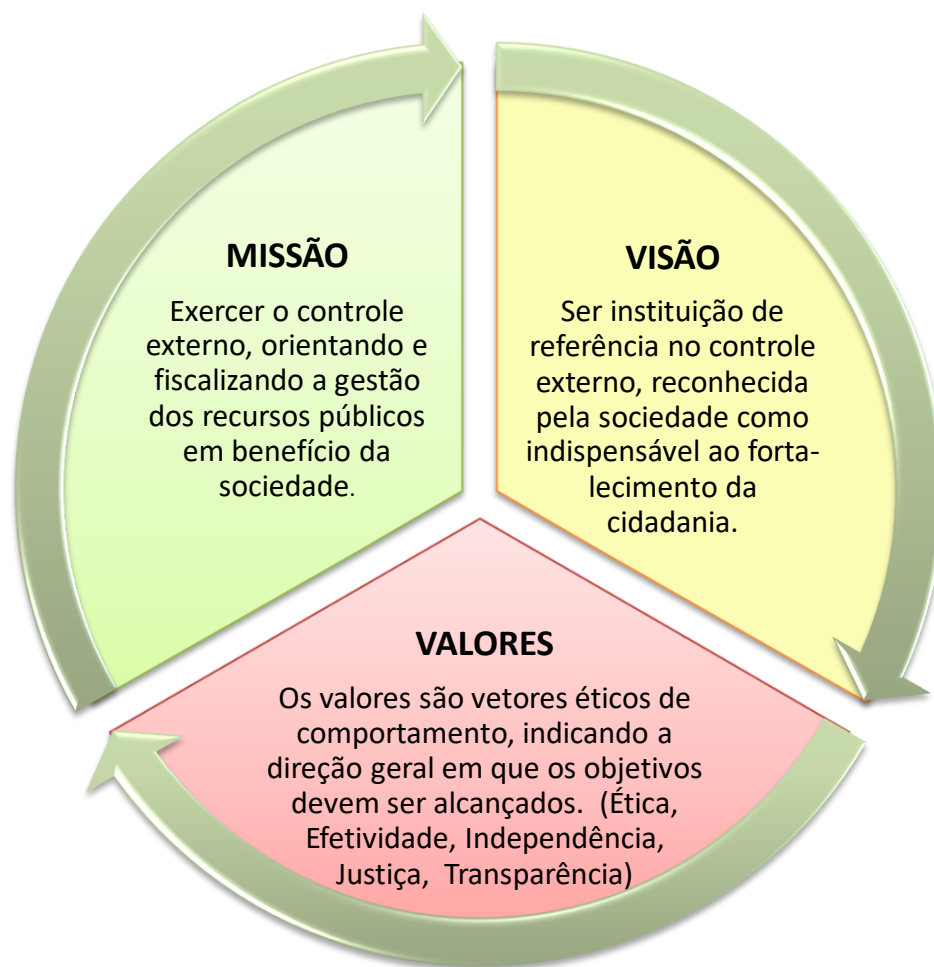 MISSÃO
Exercer o controle
externo, orientando e
fiscalizando a gestão
dos recursos públicos
em benefício da
sociedade.
VISÃO
Ser instituição de
referência no controle
externo, reconhecida
pela sociedade como
indispensável ao forta-
lecimento da
cidadania.
VALORES
Os valores são vetores éticos de
comportamento, indicando a
direção geral em que os objetivos
devem ser alcançados. (Ética,
Efetividade, Independência,
Justiça, Transparência)